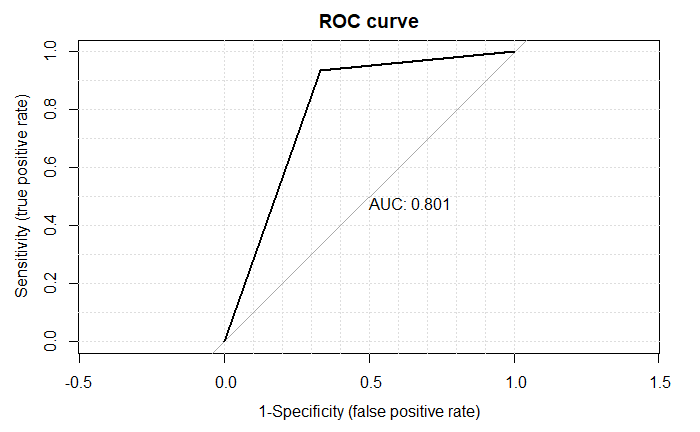 ROC curve
Sensitivity (true positive rate)
1.0
0.8
0.6
0.4
0.2
0.0
AUC: 0.801
-0.5
0.0
0.5
1.0
1.5
1-Specificity (false positive rate)